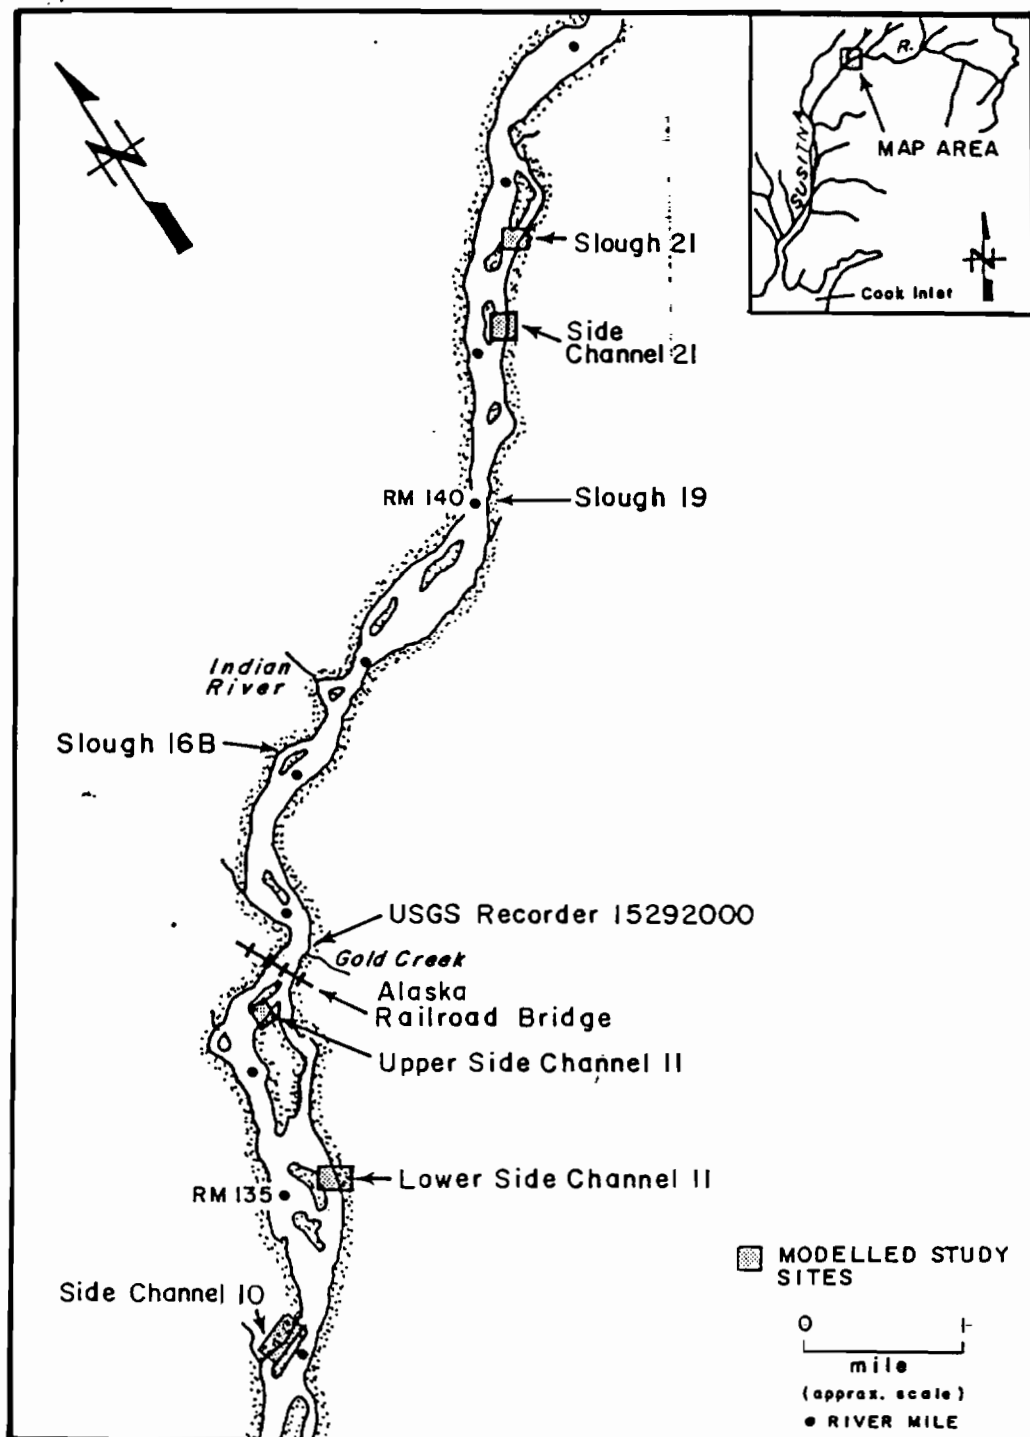 R.
MAP AREA
SUSITNA
Cook Inlet
N
N
Slough 21
Side
Channel 21
RM 140
Slough 19
Indian
River
Slough 16B
USGS Recorder 15292000
Gold Creek
Alaska
Railroad Bridge
Upper Side Channel 11
Lower Side Channel 11
RM 135
Side Channel 10
MODELLED STUDY
SITES
0 1
mile
(approx. scale)
RIVER MILE